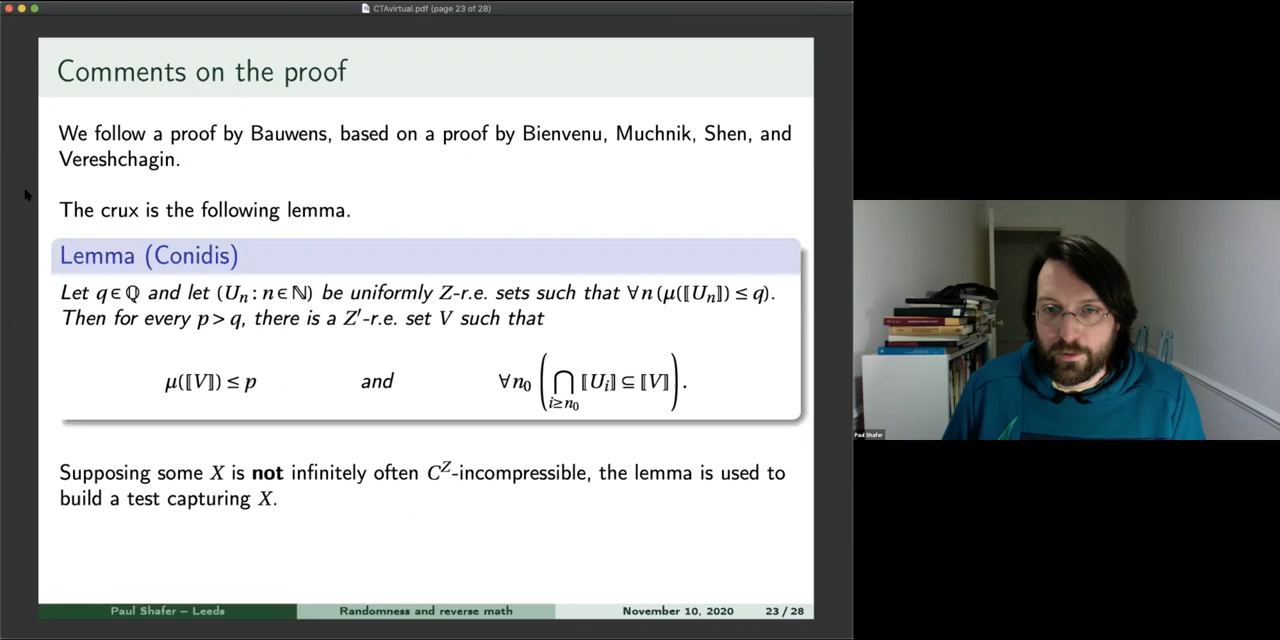 CTAvirtual.pdf (page 23 of 28)
Comments on the proof
We follow a proof by Bauwens, based on a proof by Bienvenu, Muchnik, Shen, and
Vereshchagin.
The crux is the following lemma.
Lemma (Conidis)
Let q ∈ ℚ and let (Uₙ : n ∈ ℕ) be uniformly Z-r.e. sets such that ∀n (μ(⟦Uₙ⟧) ≤ q).
Then for every p > q, there is a Z′-r.e. set V such that
μ(⟦V⟧) ≤ p and ∀n₀ (⋂_{i≥n₀} ⟦Uᵢ⟧ ⊆ ⟦V⟧).
Supposing some X is not infinitely often C^Z-incompressible, the lemma is used to
build a test capturing X.
Paul Shafer – Leeds Randomness and reverse math November 10, 2020 23 / 28
Paul Shafer